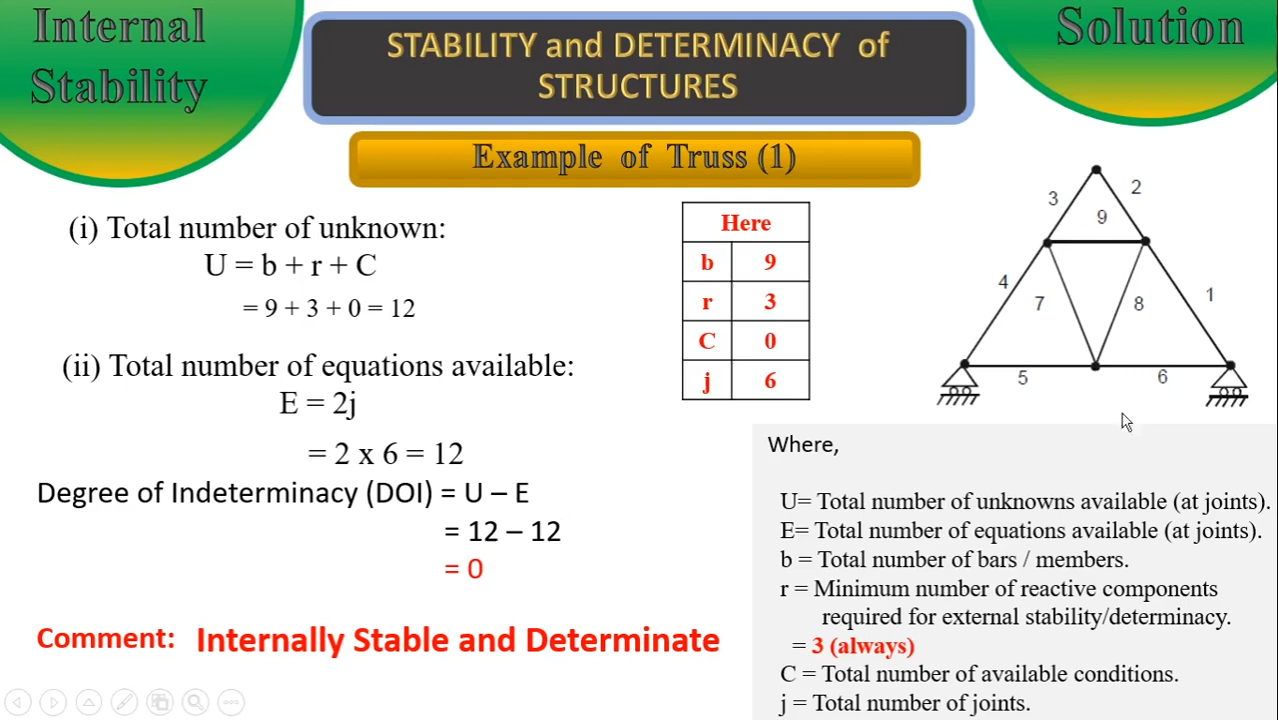 Internal
Stability
STABILITY and DETERMINACY of
STRUCTURES
Solution
Example of Truss (1)
(i) Total number of unknown:
U = b + r + C
= 9 + 3 + 0 = 12
(ii) Total number of equations available:
E = 2j
= 2 x 6 = 12
Degree of Indeterminacy (DOI) = U – E
= 12 – 12
= 0
Comment: Internally Stable and Determinate
Here
b 9
r 3
C 0
j 6
3 2
9
4 7 8 1
5 6
Where,
U= Total number of unknowns available (at joints).
E= Total number of equations available (at joints).
b = Total number of bars / members.
r = Minimum number of reactive components
required for external stability/determinacy.
= 3 (always)
C = Total number of available conditions.
j = Total number of joints.